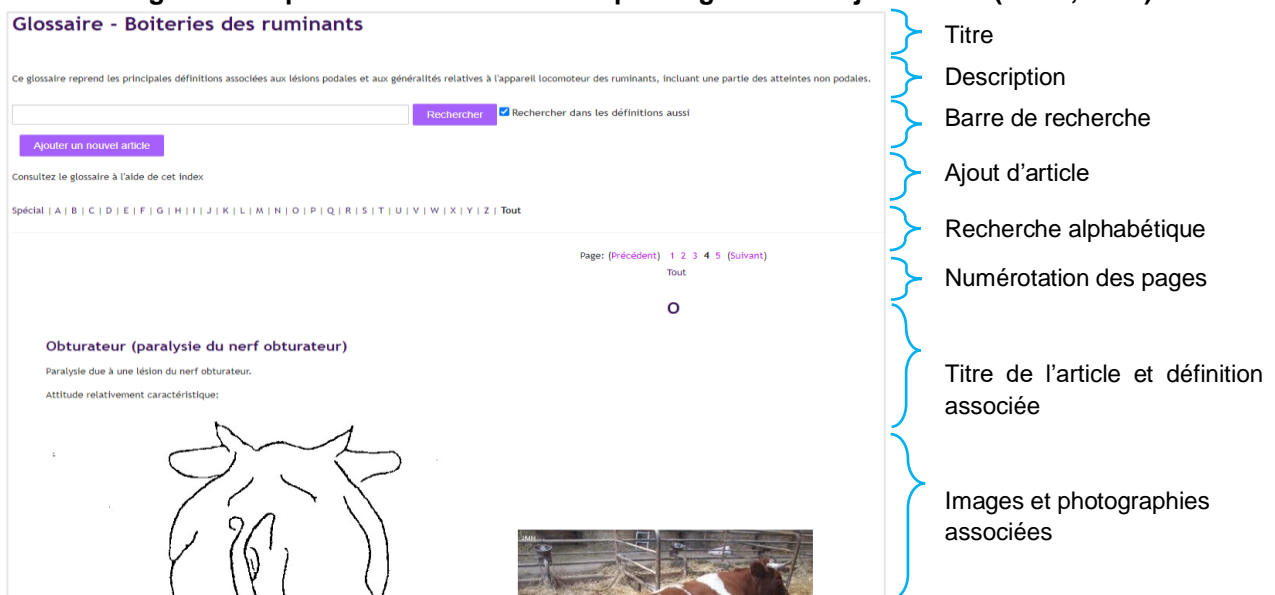 Glossaire - Boiteries des ruminants
Titre
Ce glossaire reprend les principales définitions associées aux lésions podales et aux généralités relatives à l'appareil locomoteur des ruminants, incluant une partie des atteintes non podales.
Description
Rechercher
Rechercher dans les définitions aussi
Barre de recherche
Ajouter un nouvel article
Ajout d'article
Consultez le glossaire à l'aide de cet index
Spécial | A | B | C | D | E | F | G | H | I | J | K | L | M | N | O | P | Q | R | S | T | U | V | W | X | Y | Z | Tout
Recherche alphabétique
Page: (Précédent) 1 2 3 4 5 (Suivant)
Tout
Numérotation des pages
O
Obturateur (paralysie du nerf obturateur)
Paralysie due à une lésion du nerf obturateur.
Attitude relativement caractéristique:
Titre de l'article et définition
associée
Images et photographies
associées
JMH